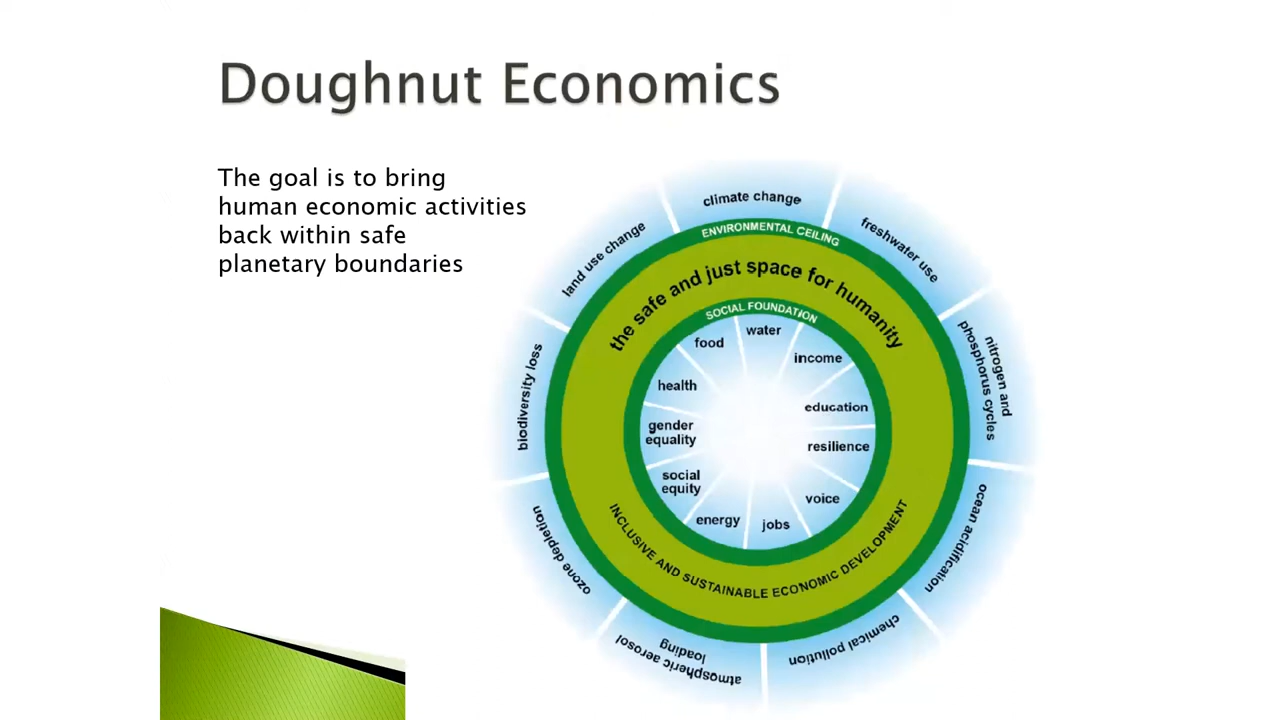 Doughnut Economics
The goal is to bring
human economic activities
back within safe
planetary boundaries
climate change
freshwater use
nitrogen and
phosphorus cycles
ocean acidification
chemical pollution
atmospheric aerosol
loading
ozone depletion
biodiversity loss
land use change
ENVIRONMENTAL CEILING
the safe and just space for humanity
SOCIAL FOUNDATION
water
income
education
resilience
voice
jobs
energy
social
equity
gender
equality
health
food
INCLUSIVE AND SUSTAINABLE ECONOMIC DEVELOPMENT